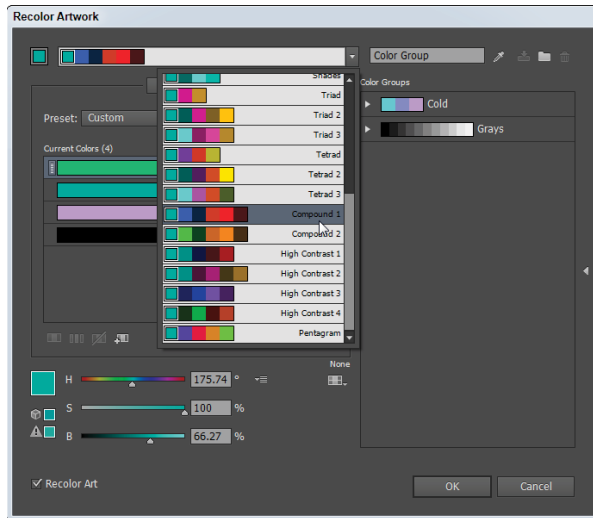 Recolor Artwork
Color Group
Shades
Color Groups
Triad
Cold
Preset: Custom
Triad 2
Grays
Triad 3
Current Colors (4)
Tetrad
Tetrad 2
Tetrad 3
Compound 1
Compound 2
High Contrast 1
High Contrast 2
High Contrast 3
High Contrast 4
Pentagram
None
H 175.74 °
S 100 %
B 66.27 %
Recolor Art
OK Cancel